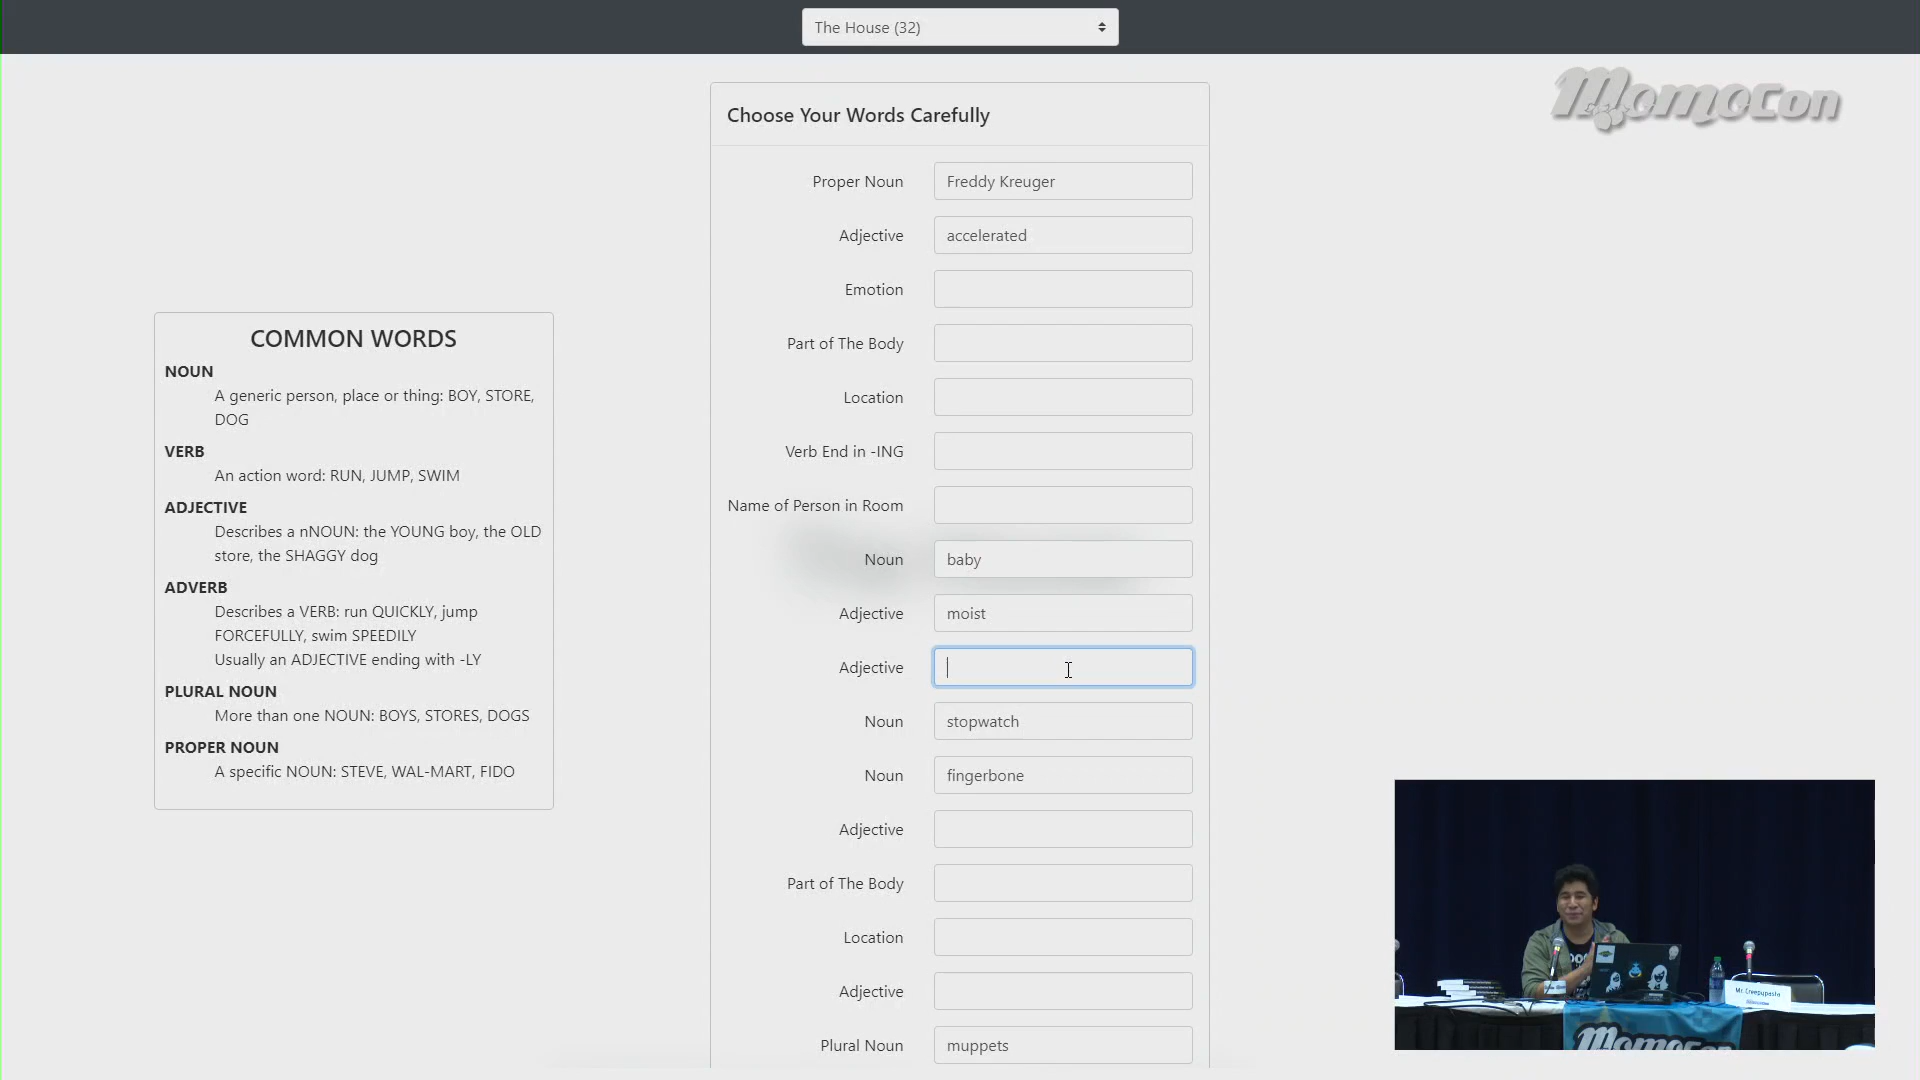 The House (32)
MomoCon
Choose Your Words Carefully
Proper Noun Freddy Kreuger
Adjective accelerated
Emotion
Part of The Body
Location
Verb End in -ING
Name of Person in Room
Noun baby
Adjective moist
Adjective
Noun stopwatch
Noun fingerbone
Adjective
Part of The Body
Location
Adjective
Plural Noun muppets
COMMON WORDS
NOUN
A generic person, place or thing: BOY, STORE,
DOG
VERB
An action word: RUN, JUMP, SWIM
ADJECTIVE
Describes a nNOUN: the YOUNG boy, the OLD
store, the SHAGGY dog
ADVERB
Describes a VERB: run QUICKLY, jump
FORCEFULLY, swim SPEEDILY
Usually an ADJECTIVE ending with -LY
PLURAL NOUN
More than one NOUN: BOYS, STORES, DOGS
PROPER NOUN
A specific NOUN: STEVE, WAL-MART, FIDO
Mr. Creepypasta
MomoCon